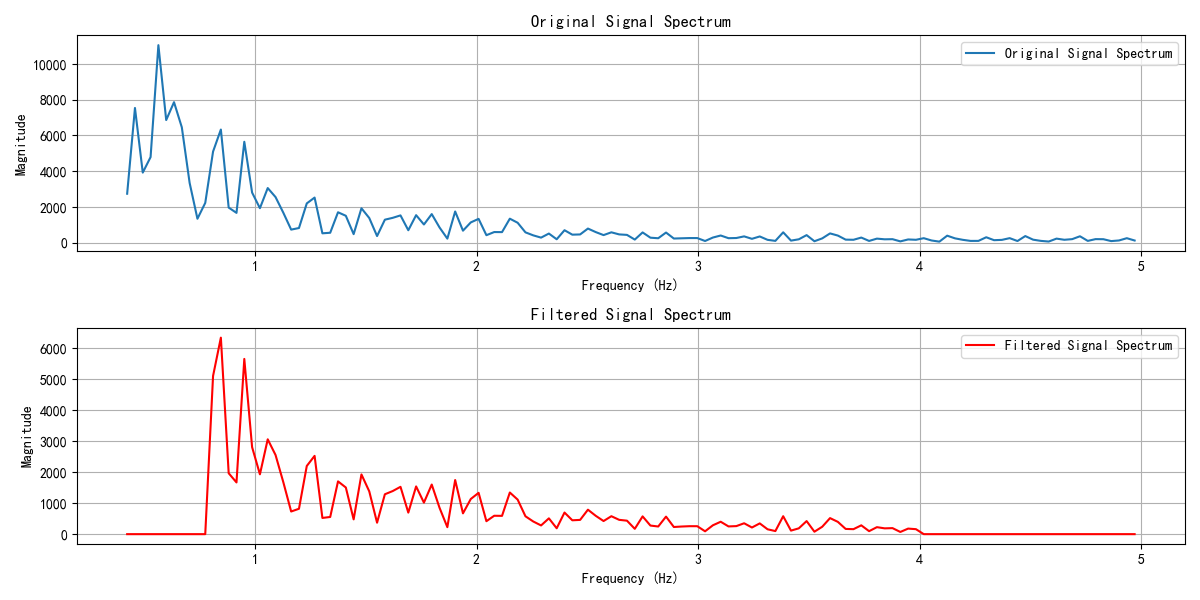 Original Signal Spectrum
Original Signal Spectrum
Magnitude
10000
8000
6000
4000
2000
0
1
2
3
4
5
Frequency (Hz)
Filtered Signal Spectrum
Filtered Signal Spectrum
Magnitude
6000
5000
4000
3000
2000
1000
0
1
2
3
4
5
Frequency (Hz)